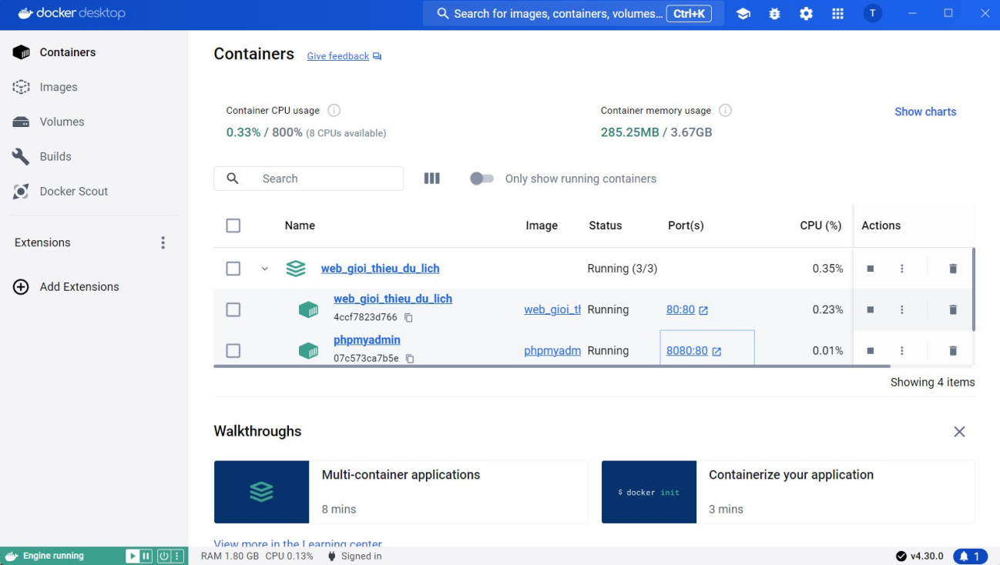 docker desktop
Search for images, containers, volumes... Ctrl+K
T
Containers
Images
Volumes
Builds
Docker Scout
Extensions
Add Extensions
Containers Give feedback
Container CPU usage
0.33% / 800% (8 CPUs available)
Container memory usage
285.25MB / 3.67GB
Show charts
Search
Only show running containers
Name Image Status Port(s) CPU (%) Actions
web_gioi_thieu_du_lich Running (3/3) 0.35%
web_gioi_thieu_du_lich
4ccf7823d766
web_gioi_tl Running 80:80 0.23%
phpmyadmin
07c573ca7b5e
phpmyadm Running 8080:80 0.01%
Showing 4 items
Walkthroughs
Multi-container applications
8 mins
$ docker init
Containerize your application
3 mins
View more in the Learning center
Engine running
RAM 1.80 GB CPU 0.13% Signed in
v4.30.0
1